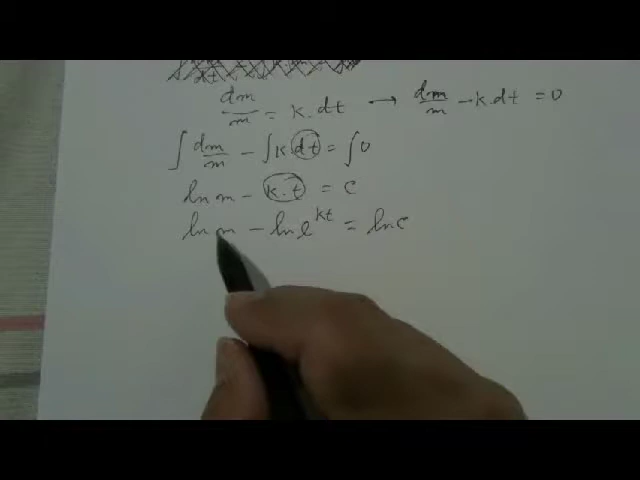 dm/m = k.dt → dm/m - k.dt = 0
∫ dm/m - ∫ k.dt = ∫ 0
ln m - k.t = c
ln m - ln e^kt = ln c